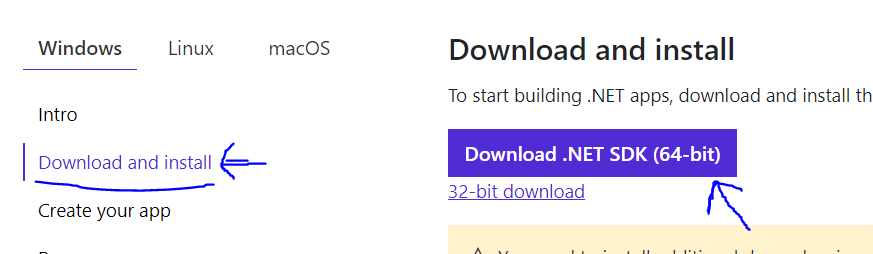 Windows Linux macOS
Intro
Download and install
Create your app
Download and install
To start building .NET apps, download and install th
Download .NET SDK (64-bit)
32-bit download